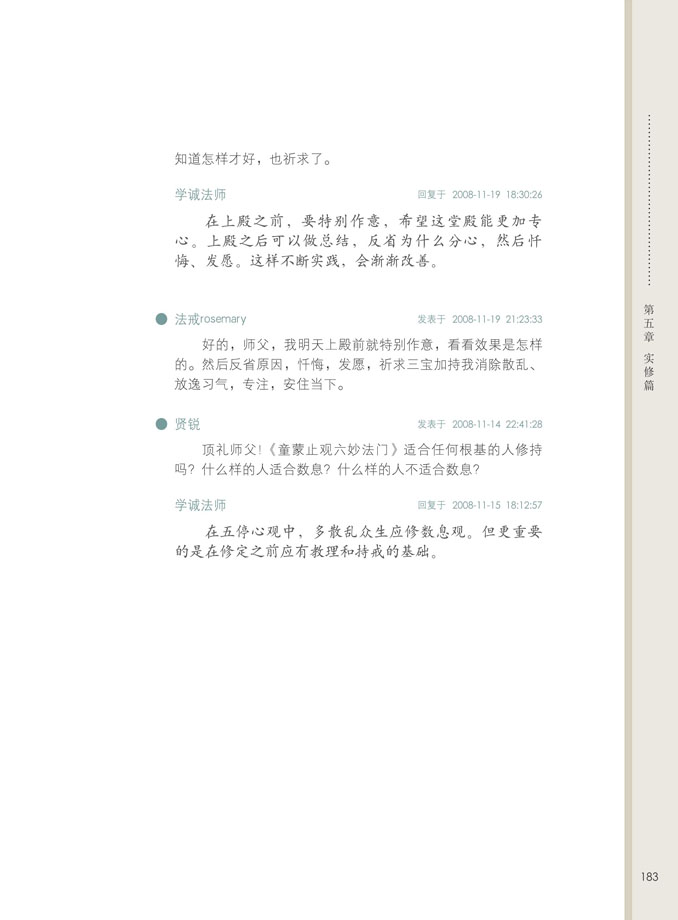 知道怎样才好，也祈求了。
学诚法师 回复于 2008-11-19 18:30:26
在上殿之前，要特别作意，希望这堂殿能更加专
心。上殿之后可以做总结，反省为什么分心，然后忏
悔、发愿。这样不断实践，会渐渐改善。
法戒rosemary 发表于 2008-11-19 21:23:33
好的，师父，我明天上殿前就特别作意，看看效果是怎样
的。然后反省原因，忏悔，发愿，祈求三宝加持我消除散乱、
放逸习气，专注，安住当下。
贤锐 发表于 2008-11-14 22:41:28
顶礼师父！《童蒙止观六妙法门》适合任何根基的人修持
吗？什么样的人适合数息？什么样的人不适合数息？
学诚法师 回复于 2008-11-15 18:12:57
在五停心观中，多散乱众生应修数息观。但更重要
的是在修定之前应有教理和持戒的基础。
第五章 实修篇
183